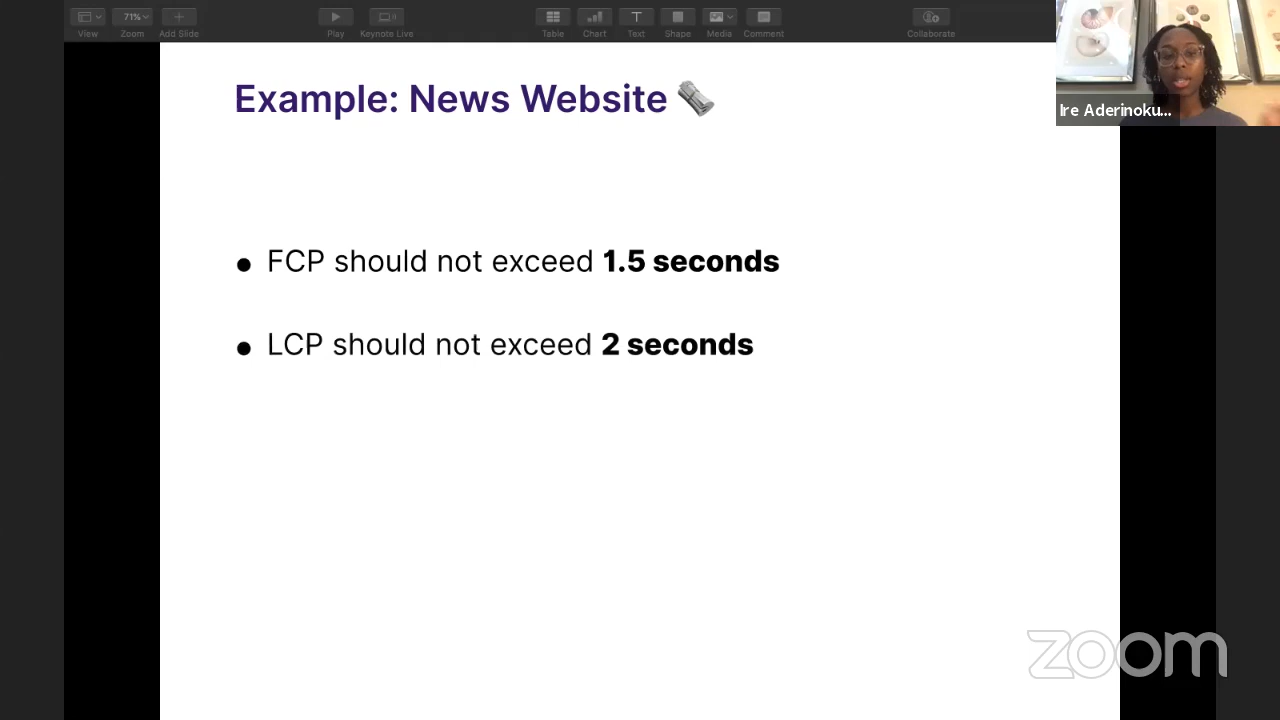 View
71%
Zoom
Add Slide
Play
Keynote Live
Table
Chart
Text
Shape
Media
Comment
Collaborate
Ire Aderinoku...
Example: News Website
• FCP should not exceed 1.5 seconds
• LCP should not exceed 2 seconds
zoom